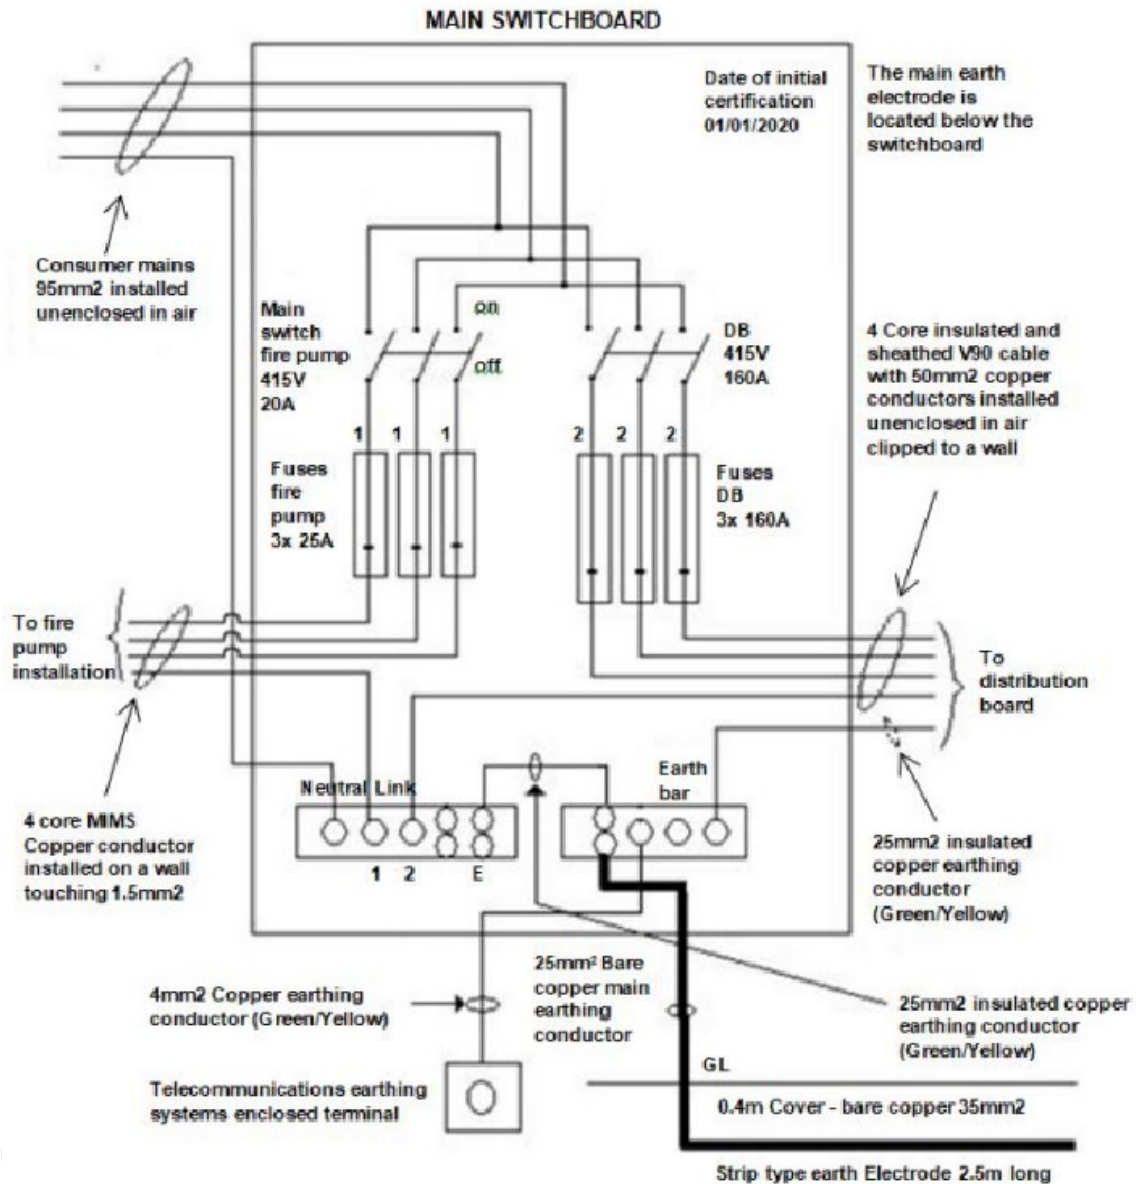 MAIN SWITCHBOARD
Date of initial
certification
01/01/2020
The main earth
electrode is
located below the
switchboard
Consumer mains
95mm2 installed
unenclosed in air
Main
switch
fire pump
415V
20A
on
off
DB
415V
160A
4 Core insulated and
sheathed V90 cable
with 50mm2 copper
conductors installed
unenclosed in air
clipped to a wall
1 1 1
2 2 2
Fuses
fire
pump
3x 25A
Fuses
DB
3x 160A
To fire
pump
installation
To
distribution
board
Neutral Link
Earth
bar
4 core MIMS
Copper conductor
installed on a wall
touching 1.5mm2
1 2 E
25mm2 insulated
copper earthing
conductor
(Green/Yellow)
4mm2 Copper earthing
conductor (Green/Yellow)
25mm² Bare
copper main
earthing
conductor
25mm2 insulated copper
earthing conductor
(Green/Yellow)
GL
Telecommunications earthing
systems enclosed terminal
0.4m Cover - bare copper 35mm2
Strip type earth Electrode 2.5m long